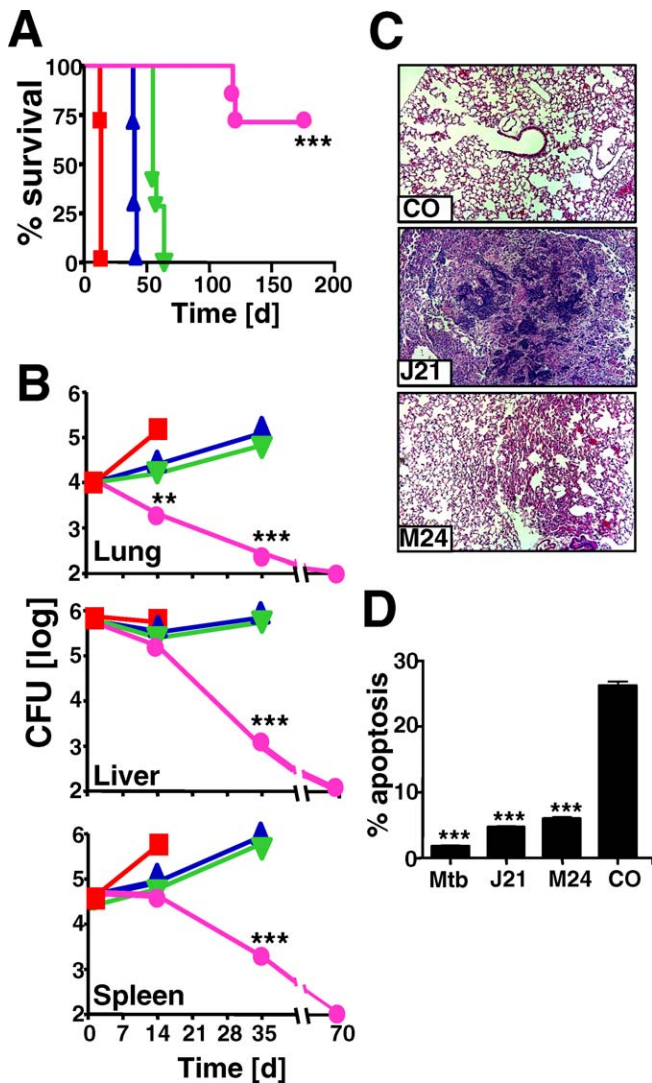 A
% survival
100
75
50
25
0
0 50 100 150 200
Time [d]
***
B
6
5
4
3
2
**
***
Lung
6
5
4
3
2
***
Liver
CFU [log]
6
5
4
3
2
***
Spleen
0 7 14 21 28 35 70
Time [d]
C
CO
J21
M24
D
% apoptosis
30
20
10
0
*** *** ***
Mtb J21 M24 CO